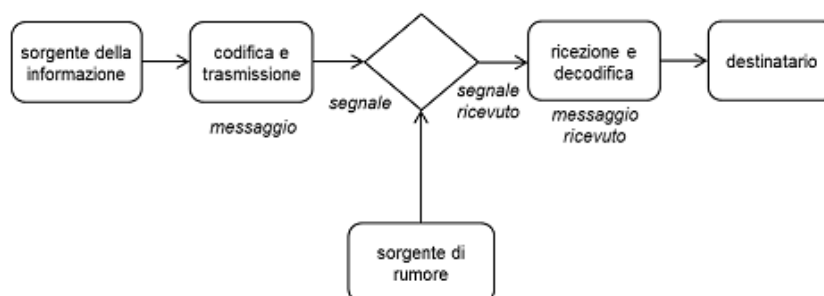 sorgente della
informazione
codifica e
trasmissione
messaggio
segnale
segnale
ricevuto
ricezione e
decodifica
messaggio
ricevuto
destinatario
sorgente di
rumore